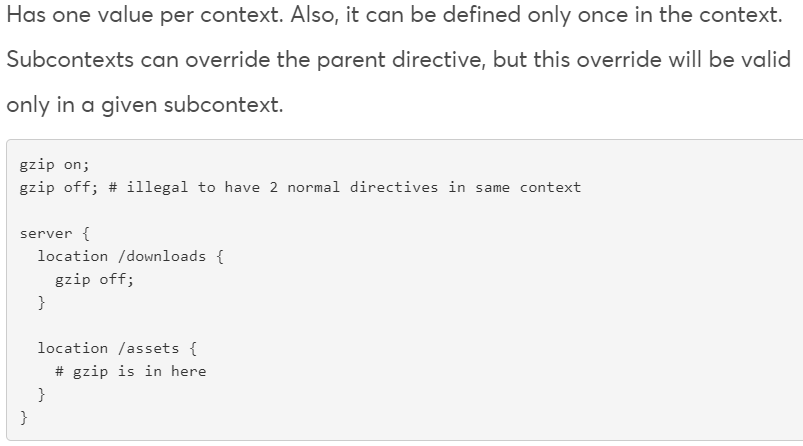 Has one value per context. Also, it can be defined only once in the context.
Subcontexts can override the parent directive, but this override will be valid
only in a given subcontext.
gzip on;
gzip off; # illegal to have 2 normal directives in same context
server {
location /downloads {
gzip off;
}
location /assets {
# gzip is in here
}
}